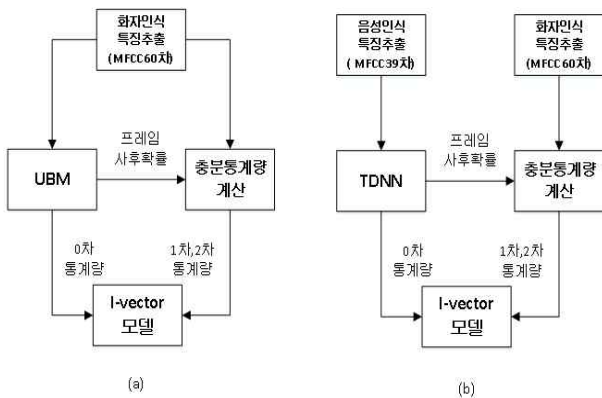 화자인식
특징추출
(MFCC60차)
UBM
프레임
사후확률
충분통계량
계산
0차
통계량
1차,2차
통계량
I-vector
모델
(a)
음성인식
특징추출
( MFCC39차)
화자인식
특징추출
(MFCC60차)
TDNN
프레임
사후확률
충분통계량
계산
0차
통계량
1차,2차
통계량
I-vector
모델
(b)